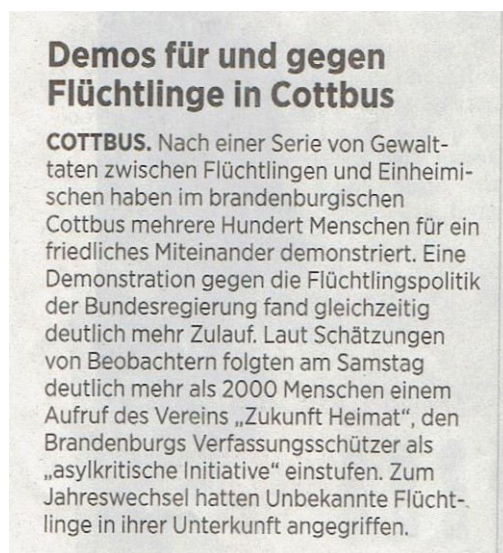 Demos für und gegen
Flüchtlinge in Cottbus
COTTBUS. Nach einer Serie von Gewalt-
taten zwischen Flüchtlingen und Einheimi-
schen haben im brandenburgischen
Cottbus mehrere Hundert Menschen für ein
friedliches Miteinander demonstriert. Eine
Demonstration gegen die Flüchtlingspolitik
der Bundesregierung fand gleichzeitig
deutlich mehr Zulauf. Laut Schätzungen
von Beobachtern folgten am Samstag
deutlich mehr als 2000 Menschen einem
Aufruf des Vereins „Zukunft Heimat“, den
Brandenburgs Verfassungsschützer als
„asylkritische Initiative“ einstufen. Zum
Jahreswechsel hatten Unbekannte Flücht-
linge in ihrer Unterkunft angegriffen.